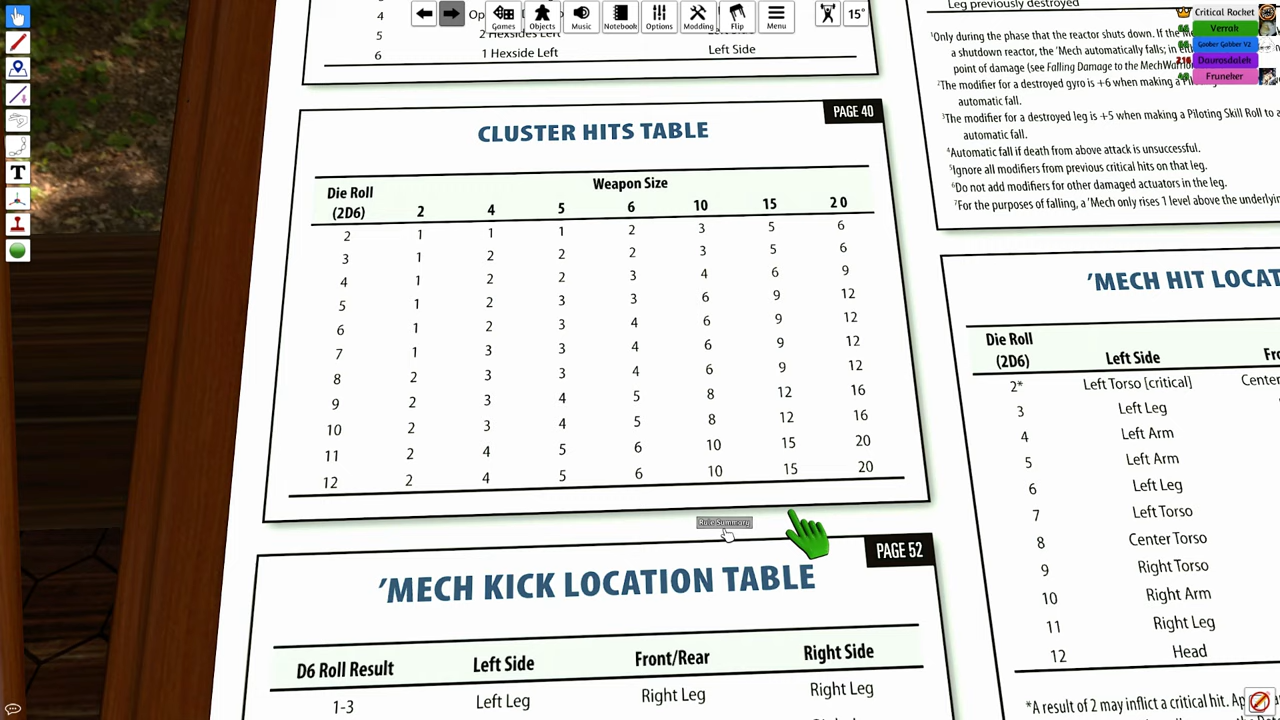 Games
Objects
Music
Notebook
Options
Modding
Flip
Menu
15°
Critical Rocket
Verrak
Goober Gobber V2
Daurosdalek
Fruneker
T
4 Op
5 2 Hexsides Left
6 1 Hexside Left Left Side
PAGE 40
CLUSTER HITS TABLE
Die Roll
(2D6)
Weapon Size
2 4 5 6 10 15 20
2 1 1 1 2 3 5 6
3 1 2 2 2 3 5 6
4 1 2 2 3 4 6 9
5 1 2 3 3 6 9 12
6 1 2 3 4 6 9 12
7 1 3 3 4 6 9 12
8 2 3 3 4 6 9 12
9 2 3 4 5 8 12 16
10 2 3 4 5 8 12 16
11 2 4 5 6 10 15 20
12 2 4 5 6 10 15 20
Rule Summary
PAGE 52
'MECH KICK LOCATION TABLE
D6 Roll Result Left Side Front/Rear Right Side
1-3 Left Leg Right Leg Right Leg
Leg previously destroyed
¹Only during the phase that the reactor shuts down. If the
a shutdown reactor, the 'Mech automatically falls; in
point of damage (see Falling Damage to the MechWarrior
²The modifier for a destroyed gyro is +6 when making a
automatic fall.
³The modifier for a destroyed leg is +5 when making a Piloting Skill Roll to a
automatic fall.
⁴Automatic fall if death from above attack is unsuccessful.
⁵Ignore all modifiers from previous critical hits on that leg.
⁶Do not add modifiers for other damaged actuators in the leg.
⁷For the purposes of falling, a 'Mech only rises 1 level above the underlyin
'MECH HIT LOCAT
Die Roll
(2D6)
Left Side Fro
2* Left Torso [critical] Center
3 Left Leg
4 Left Arm
5 Left Arm
6 Left Leg
7 Left Torso
8 Center Torso
9 Right Torso
10 Right Arm
11 Right Leg
12 Head
*A result of 2 may inflict a critical hit. Ap